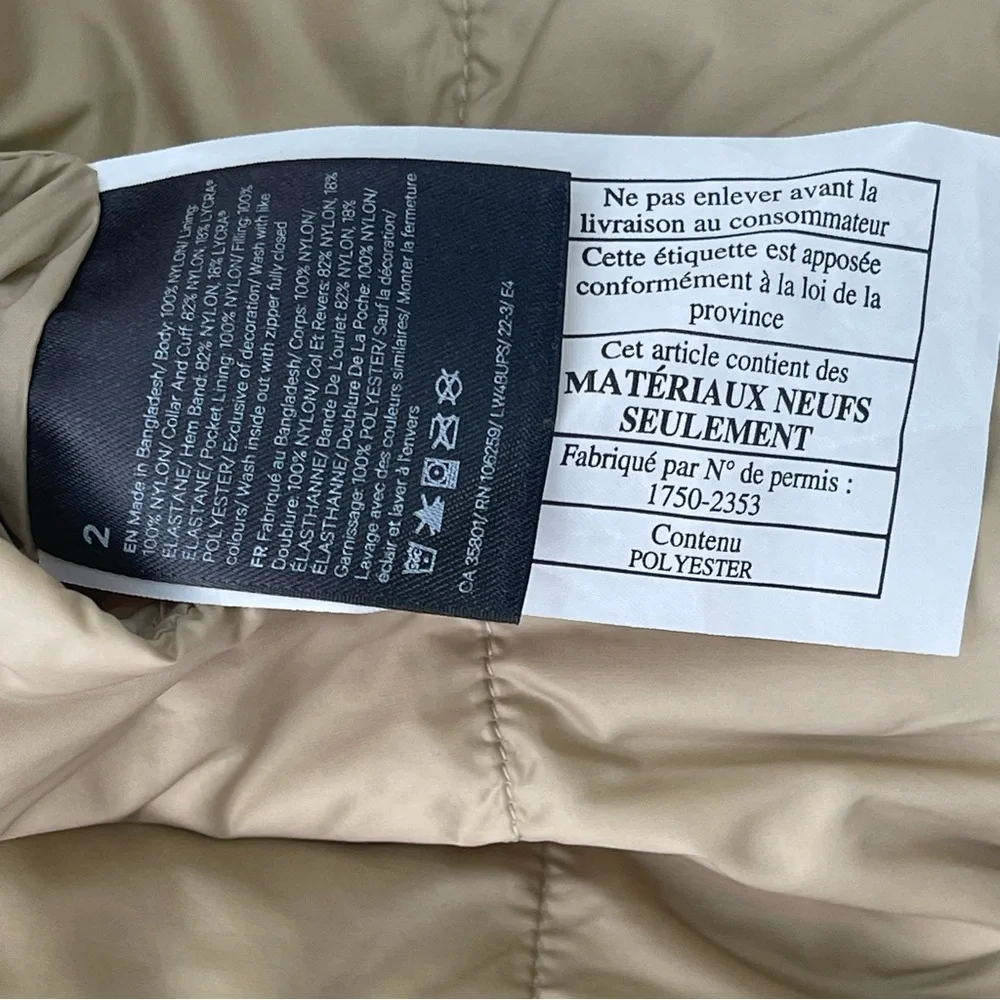 2
EN Made in Bangladesh/ Body: 100% NYLON/ Lining:
100% NYLON/ Collar And Cuff: 82% NYLON, 18% LYCRA®
ELASTANE/ Hem Band: 82% NYLON, 18% LYCRA®
ELASTANE/ Pocket Lining: 100% NYLON/ Filling: 100%
POLYESTER/ Exclusive of decoration/ Wash with like
colours/ Wash inside out with zipper fully closed
FR Fabriqué au Bangladesh/ Corps: 100% NYLON/
Doublure: 100% NYLON/ Col Et Revers: 82% NYLON, 18%
ÉLASTHANNE/ Bande De L'ourlet: 82% NYLON, 18%
ÉLASTHANNE/ Doublure De La Poche: 100% NYLON/
Garnissage: 100% POLYESTER/ Sauf la décoration/
Lavage avec des couleurs similaires/ Monter la fermeture
éclair et laver à l'envers
CA 35801/ RN 106259/ LW4BUPS/ 22-3/ E4
Ne pas enlever avant la
livraison au consommateur
Cette étiquette est apposée
conformément à la loi de la
province
Cet article contient des
MATÉRIAUX NEUFS
SEULEMENT
Fabriqué par N° de permis :
1750-2353
Contenu
POLYESTER